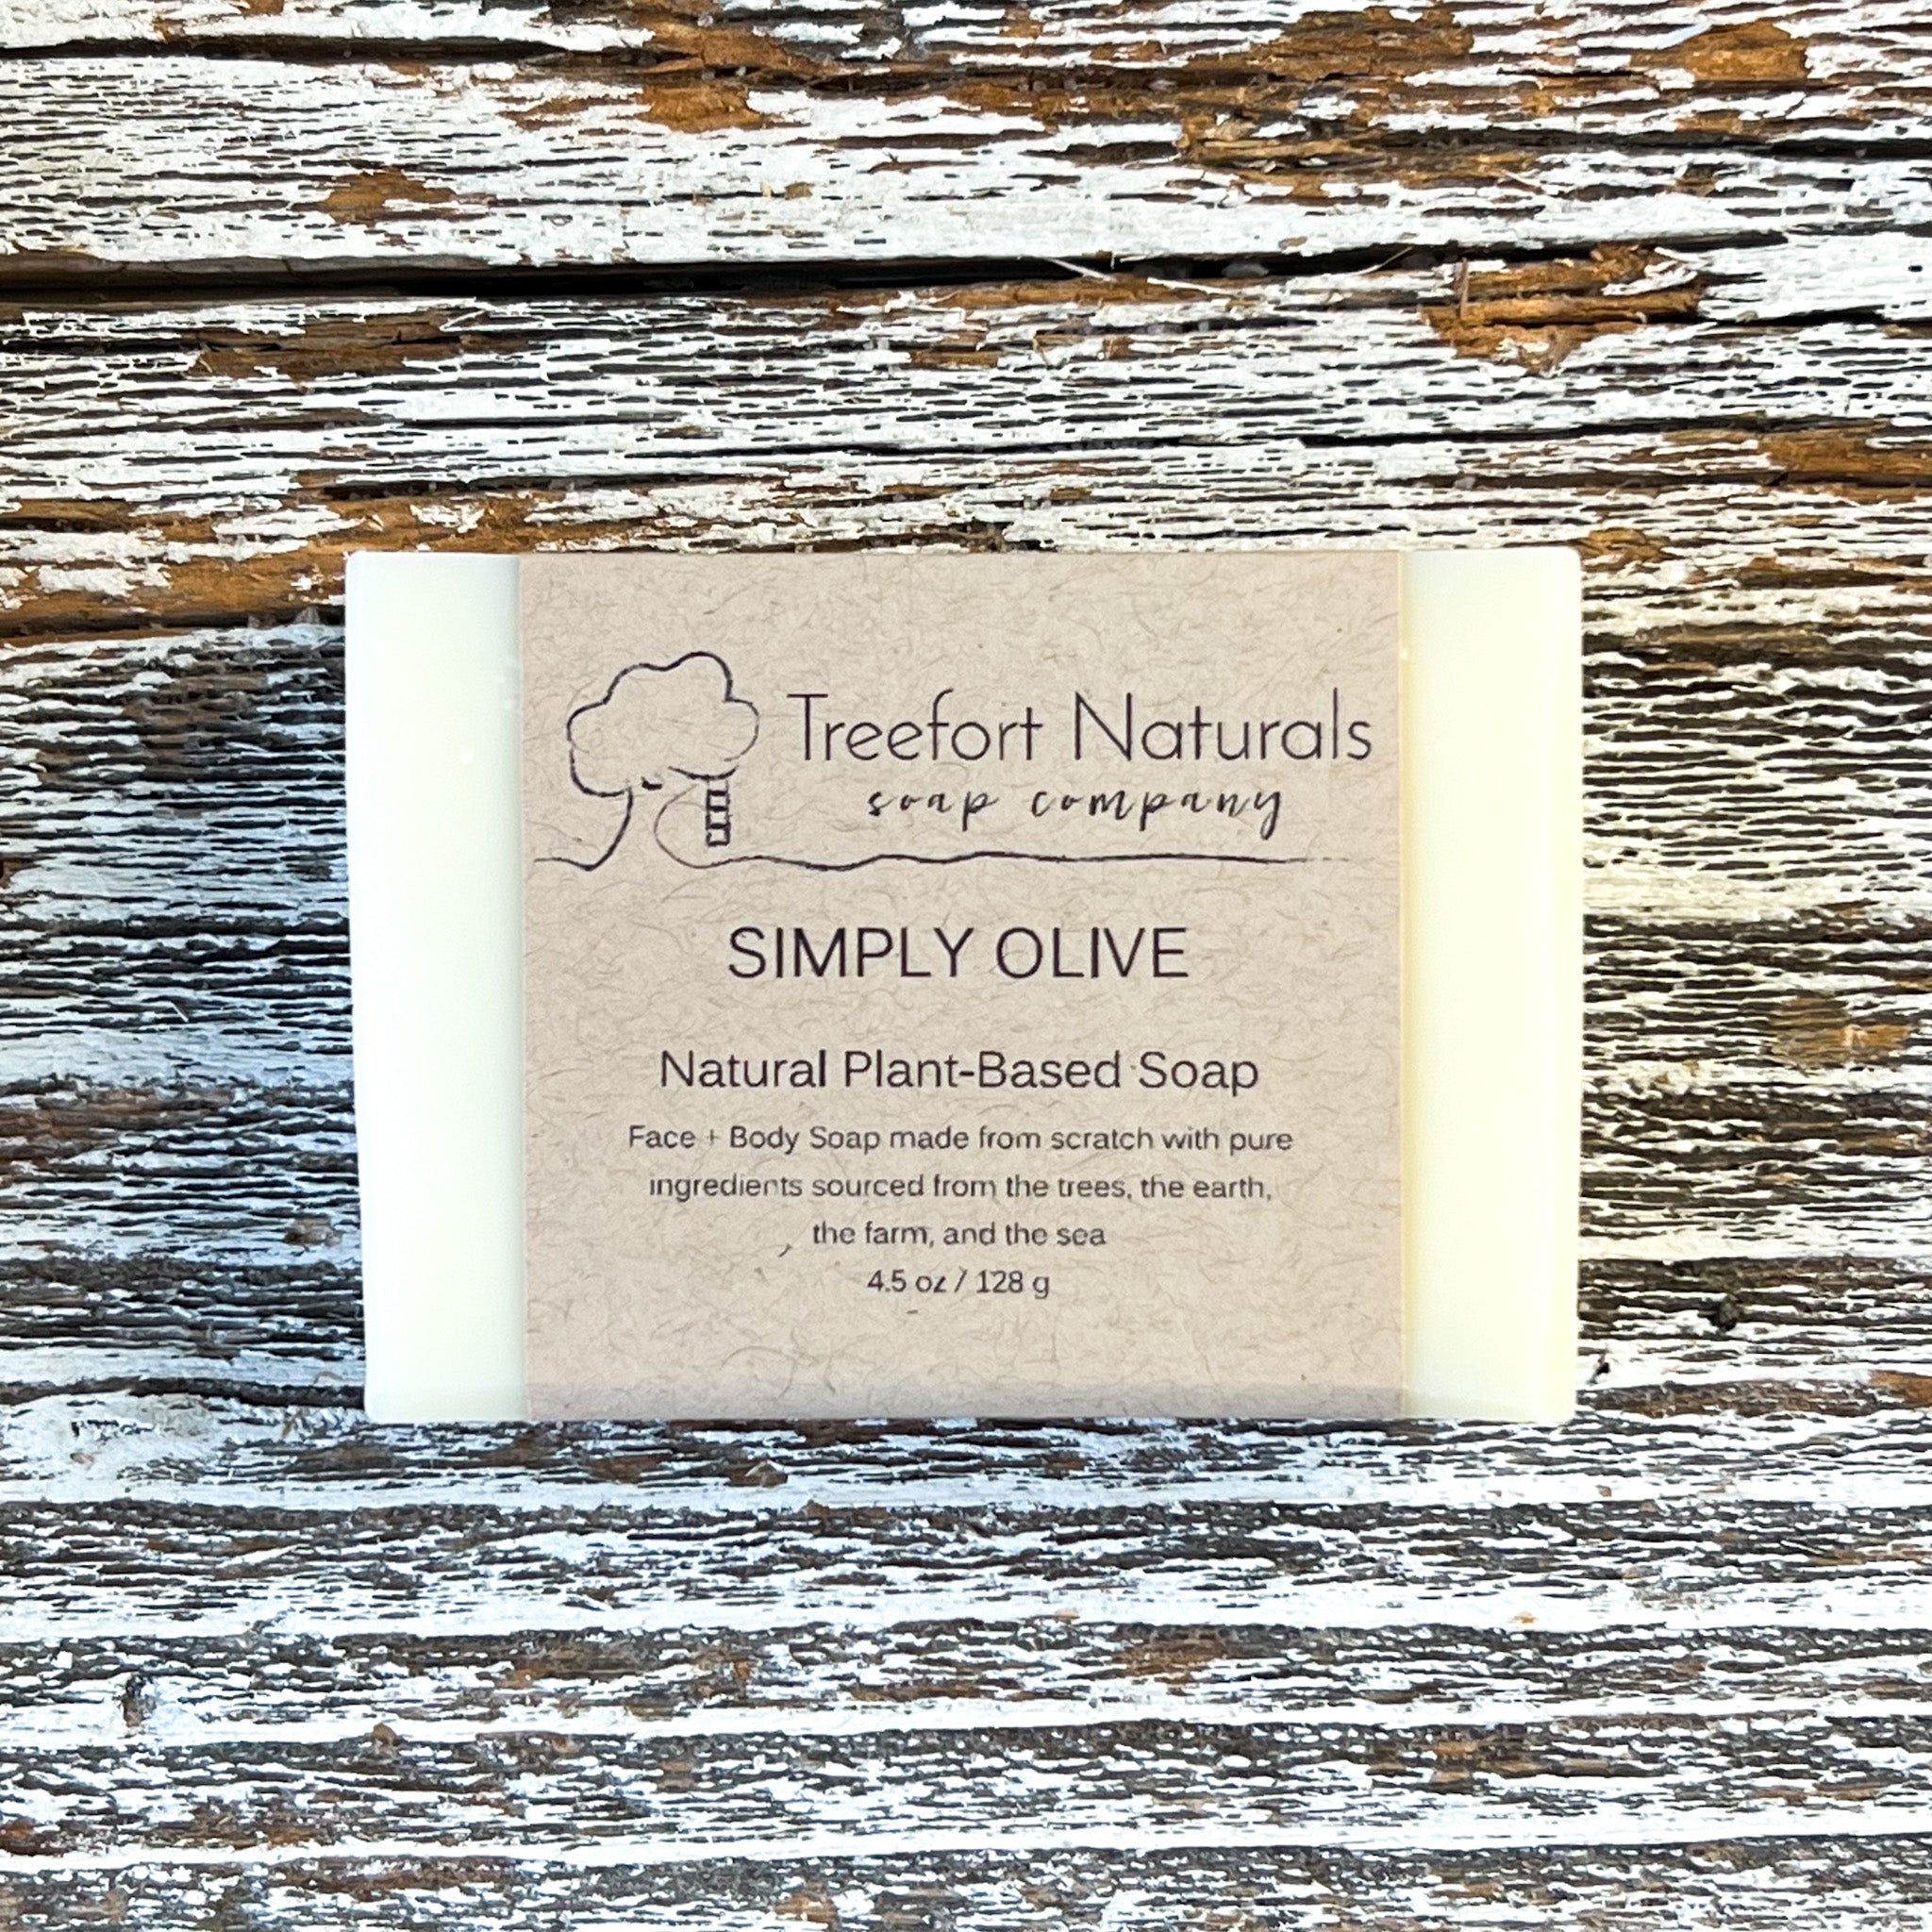 Treefort Naturals
soap company
SIMPLY OLIVE
Natural Plant-Based Soap
Face + Body Soap made from scratch with pure
ingredients sourced from the trees, the earth,
the farm, and the sea
4.5 oz / 128 g